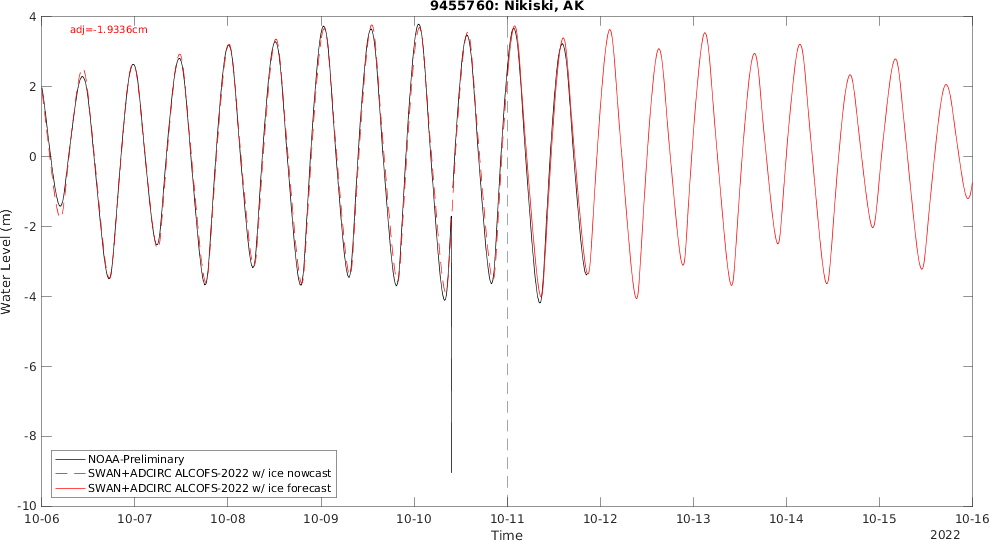 9455760: Nikiski, AK
adj=-1.9336cm
4
2
0
-2
-4
-6
-8
-10
Water Level (m)
NOAA-Preliminary
SWAN+ADCIRC ALCOFS-2022 w/ ice nowcast
SWAN+ADCIRC ALCOFS-2022 w/ ice forecast
10-06 10-07 10-08 10-09 10-10 10-11 10-12 10-13 10-14 10-15 10-16
Time
2022